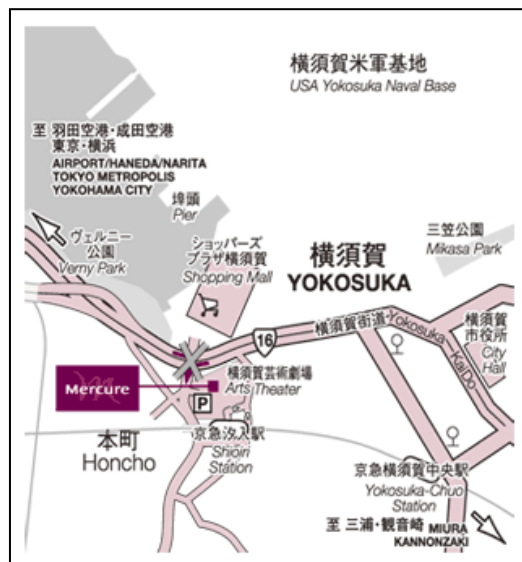 横須賀米軍基地
USA Yokosuka Naval Base
至 羽田空港・成田空港
東京・横浜
AIRPORT/HANEDA/NARITA
TOKYO METROPOLIS
YOKOHAMA CITY
埠頭
Pier
ヴェルニー
公園
Verny Park
ショッパーズ
プラザ横須賀
Shopping Mall
横須賀
YOKOSUKA
三笠公園
Mikasa Park
16
横須賀街道
Yokosuka
KaiDo
横須賀
市役所
City
Hall
Mercure
横須賀芸術劇場
Arts Theater
P
本町
Honcho
京急汐入駅
Shioiri
Station
京急横須賀中央駅
Yokosuka-Chuo
Station
至 三浦・観音崎 MIURA
KANNONZAKI